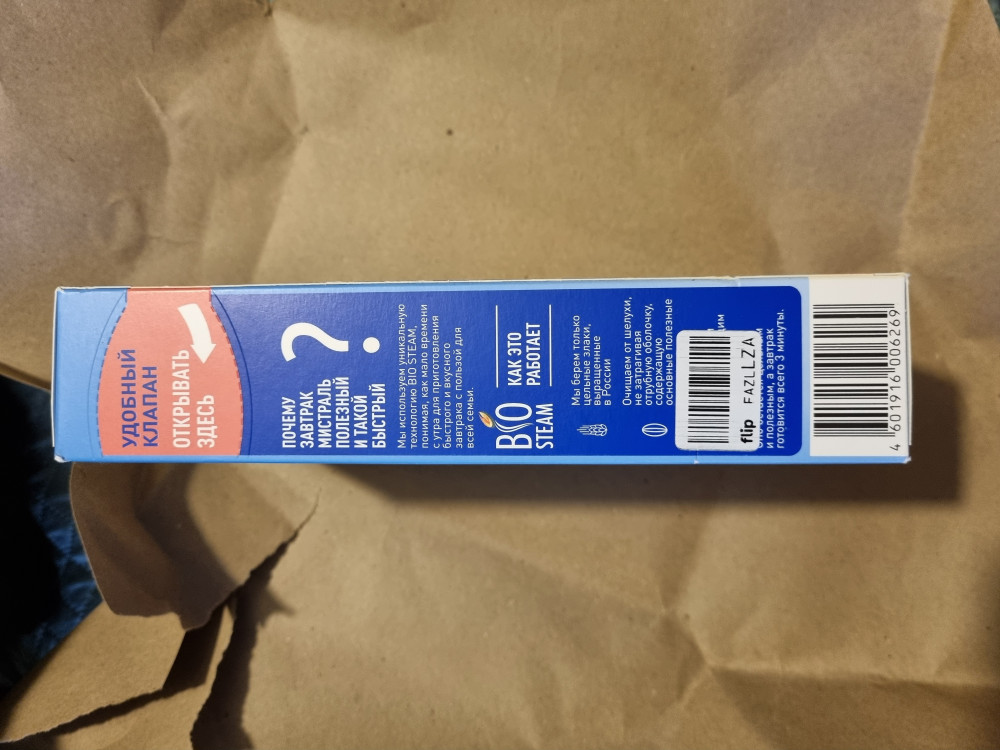 УДОБНЫЙ
КЛАПАН
ОТКРЫВАТЬ
ЗДЕСЬ
?
ПОЧЕМУ
ЗАВТРАК
МИСТРАЛЬ
ПОЛЕЗНЫЙ
И ТАКОЙ
БЫСТРЫЙ
Мы используем уникальную
технологию BIO STEAM,
понимая, как мало времени
с утра для приготовления
быстрого и вкусного
завтрака с пользой для
всей семьи.
BIO
STEAM
КАК ЭТО
РАБОТАЕТ
Мы берем только
цельные злаки,
выращенные
в России
Очищаем от шелухи,
не затрагивая
отрубную оболочку,
содержащую
основные полезные
flip FAZLLZA
и полезным, а завтрак
готовится всего 3 минуты.
4 601916 006269